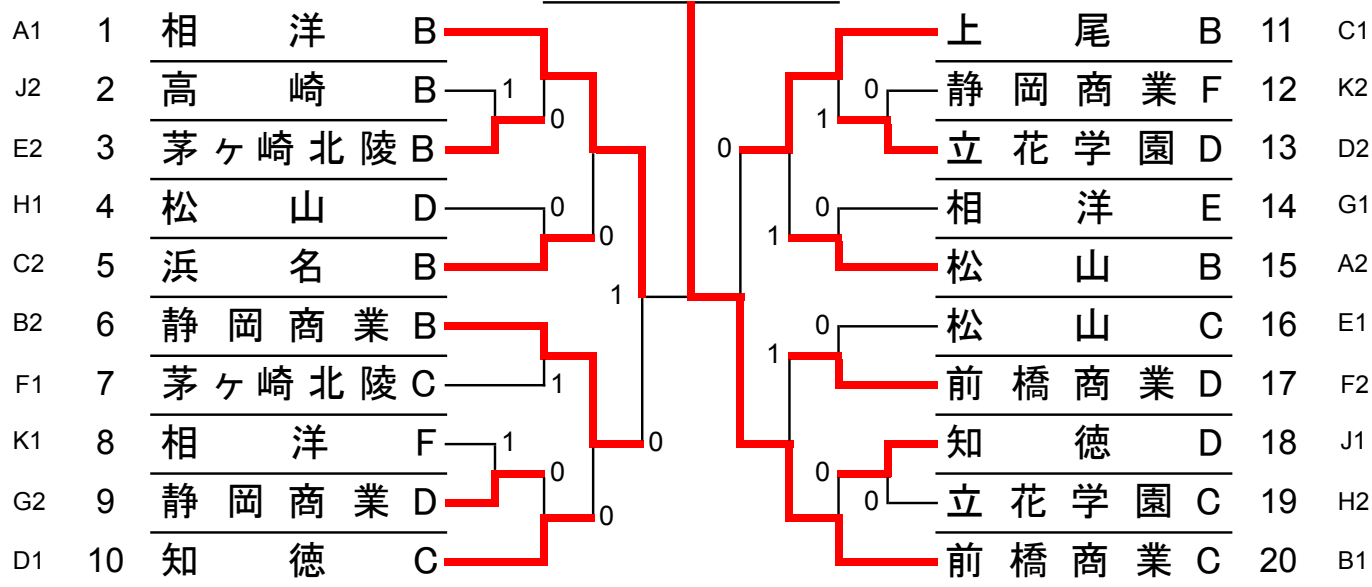 A1 1 相洋 B 上尾 B 11 C1
J2 2 高崎 B 1 0 静岡商業 F 12 K2
0 1
E2 3 茅ヶ崎北陵 B 0 立花学園 D 13 D2
H1 4 松山 D 0 0 相洋 E 14 G1
0 1
C2 5 浜名 B 松山 B 15 A2
1
B2 6 静岡商業 B 0 松山 C 16 E1
1
F1 7 茅ヶ崎北陵 C 1 前橋商業 D 17 F2
K1 8 相洋 F 1 0 知徳 D 18 J1
0 0
G2 9 静岡商業 D 0 立花学園 C 19 H2
0
D1 10 知徳 C 前橋商業 C 20 B1